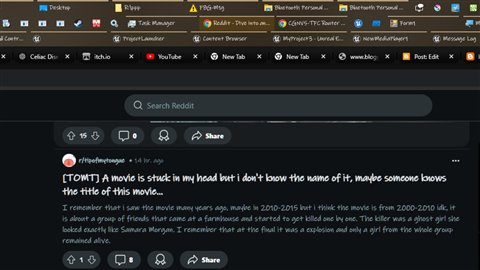 Desktop
Ripoo
FBG-Mtg
Bluetooth Personal ...
Bluetooth Personal ...
Task Manager
Reddit - Dive into an...
CGNV5-TFC Router ...
Form1
ProjectLauncher
Content Browser
MyProject3 - Unreal E...
NewMediaPlayer1
Message Log
Celiac Dise
itch.io
YouTube
New Tab
New Tab
www.blogg
Post: Edit
Search Reddit
15
0
Share
r/tipofmytongue • 14 hr. ago
[TOMT] A movie is stuck in my head but i don't know the name of it, maybe someone knows
the title of this movie...
I remember that i saw the movie many years ago, maybe in 2010-2015 but i think the movie is from 2000-2010 idk, it
is about a group of friends that came at a farmhouse and started to get killed one by one. The killer was a ghost girl she
looked exactly like Samara Morgan. I remember that at the final it was a explosion and only a girl from the whole group
remained alive.
1
8
Share